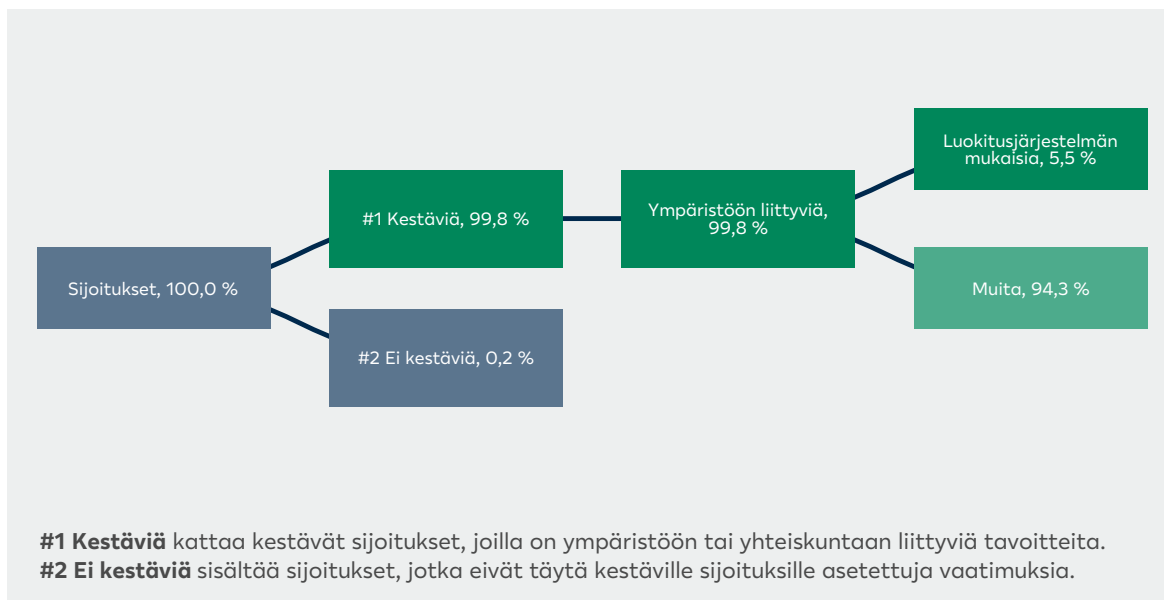 Sijoitukset, 100,0 %
#1 Kestäviä, 99,8 %
#2 Ei kestäviä, 0,2 %
Ympäristöön liittyviä,
99,8 %
Luokitusjärjestelmän
mukaisia, 5,5 %
Muita, 94,3 %
#1 Kestäviä kattaa kestävät sijoitukset, joilla on ympäristöön tai yhteiskuntaan liittyviä tavoitteita.
#2 Ei kestäviä sisältää sijoitukset, jotka eivät täytä kestäville sijoituksille asetettuja vaatimuksia.